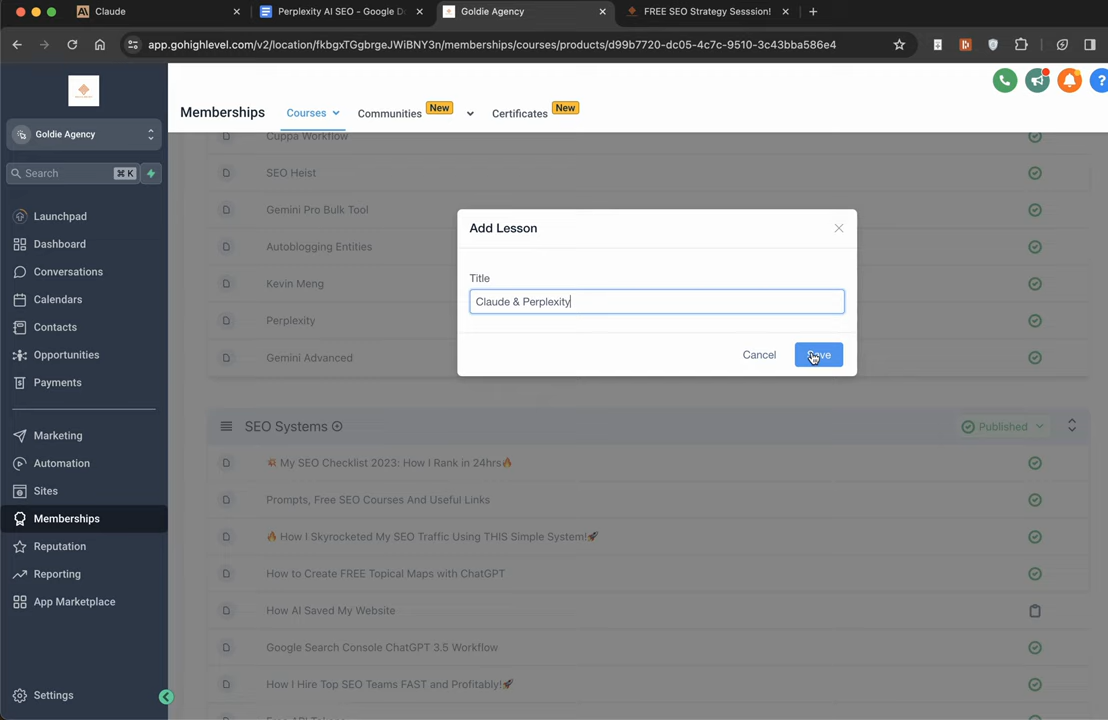 Claude
Perplexity AI SEO - Google D
Goldie Agency
FREE SEO Strategy Sesssion!
app.gohighlevel.com/v2/location/fkbgxTGgbrgeJWiBNY3n/memberships/courses/products/d99b7720-dc05-4c7c-9510-3c43bba586e4
Memberships
Courses
Communities
New
Certificates
New
Goldie Agency
Search
⌘ K
Launchpad
Dashboard
Conversations
Calendars
Contacts
Opportunities
Payments
Marketing
Automation
Sites
Memberships
Reputation
Reporting
App Marketplace
Settings
Cuppa Workflow
SEO Heist
Gemini Pro Bulk Tool
Autoblogging Entities
Kevin Meng
Perplexity
Gemini Advanced
Add Lesson
Title
Claude & Perplexity
Cancel
Save
SEO Systems
Published
💥 My SEO Checklist 2023: How I Rank in 24hrs🔥
Prompts, Free SEO Courses And Useful Links
🔥 How I Skyrocketed My SEO Traffic Using THIS Simple System!🚀
How to Create FREE Topical Maps with ChatGPT
How AI Saved My Website
Google Search Console ChatGPT 3.5 Workflow
How I Hire Top SEO Teams FAST and Profitably!🚀